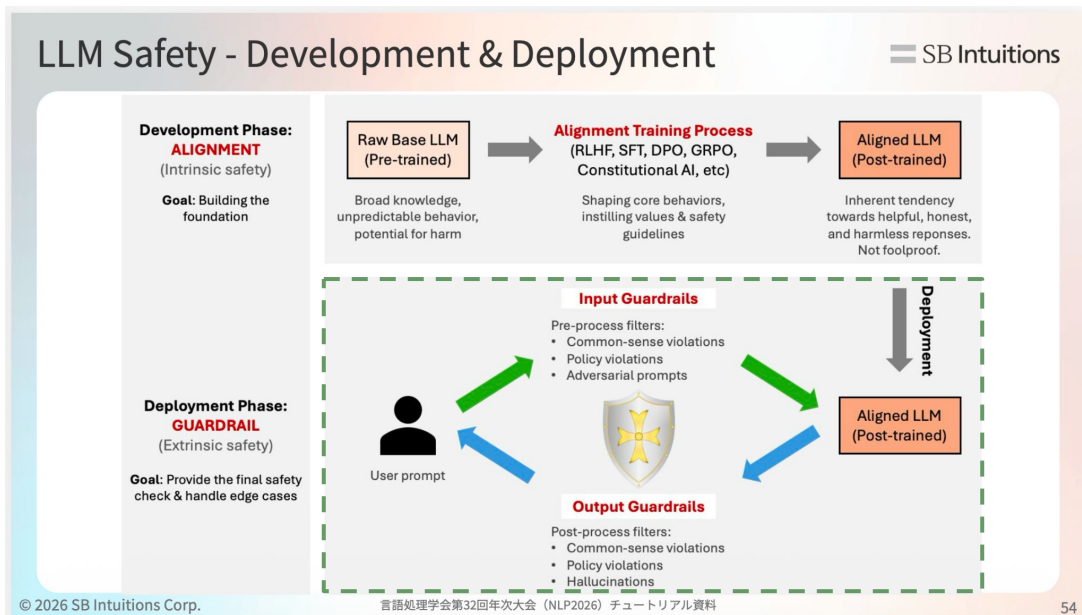 LLM Safety - Development & Deployment
SB Intuitions
Development Phase:
ALIGNMENT
(Intrinsic safety)
Goal: Building the
foundation
Raw Base LLM
(Pre-trained)
Broad knowledge,
unpredictable behavior,
potential for harm
Alignment Training Process
(RLHF, SFT, DPO, GRPO,
Constitutional AI, etc)
Shaping core behaviors,
instilling values & safety
guidelines
Aligned LLM
(Post-trained)
Inherent tendency
towards helpful, honest,
and harmless reponses.
Not foolproof.
Deployment
Deployment Phase:
GUARDRAIL
(Extrinsic safety)
Goal: Provide the final safety
check & handle edge cases
User prompt
Input Guardrails
Pre-process filters:
• Common-sense violations
• Policy violations
• Adversarial prompts
Aligned LLM
(Post-trained)
Output Guardrails
Post-process filters:
• Common-sense violations
• Policy violations
• Hallucinations
© 2026 SB Intuitions Corp.
言語処理学会第32回年次大会（NLP2026）チュートリアル資料
54